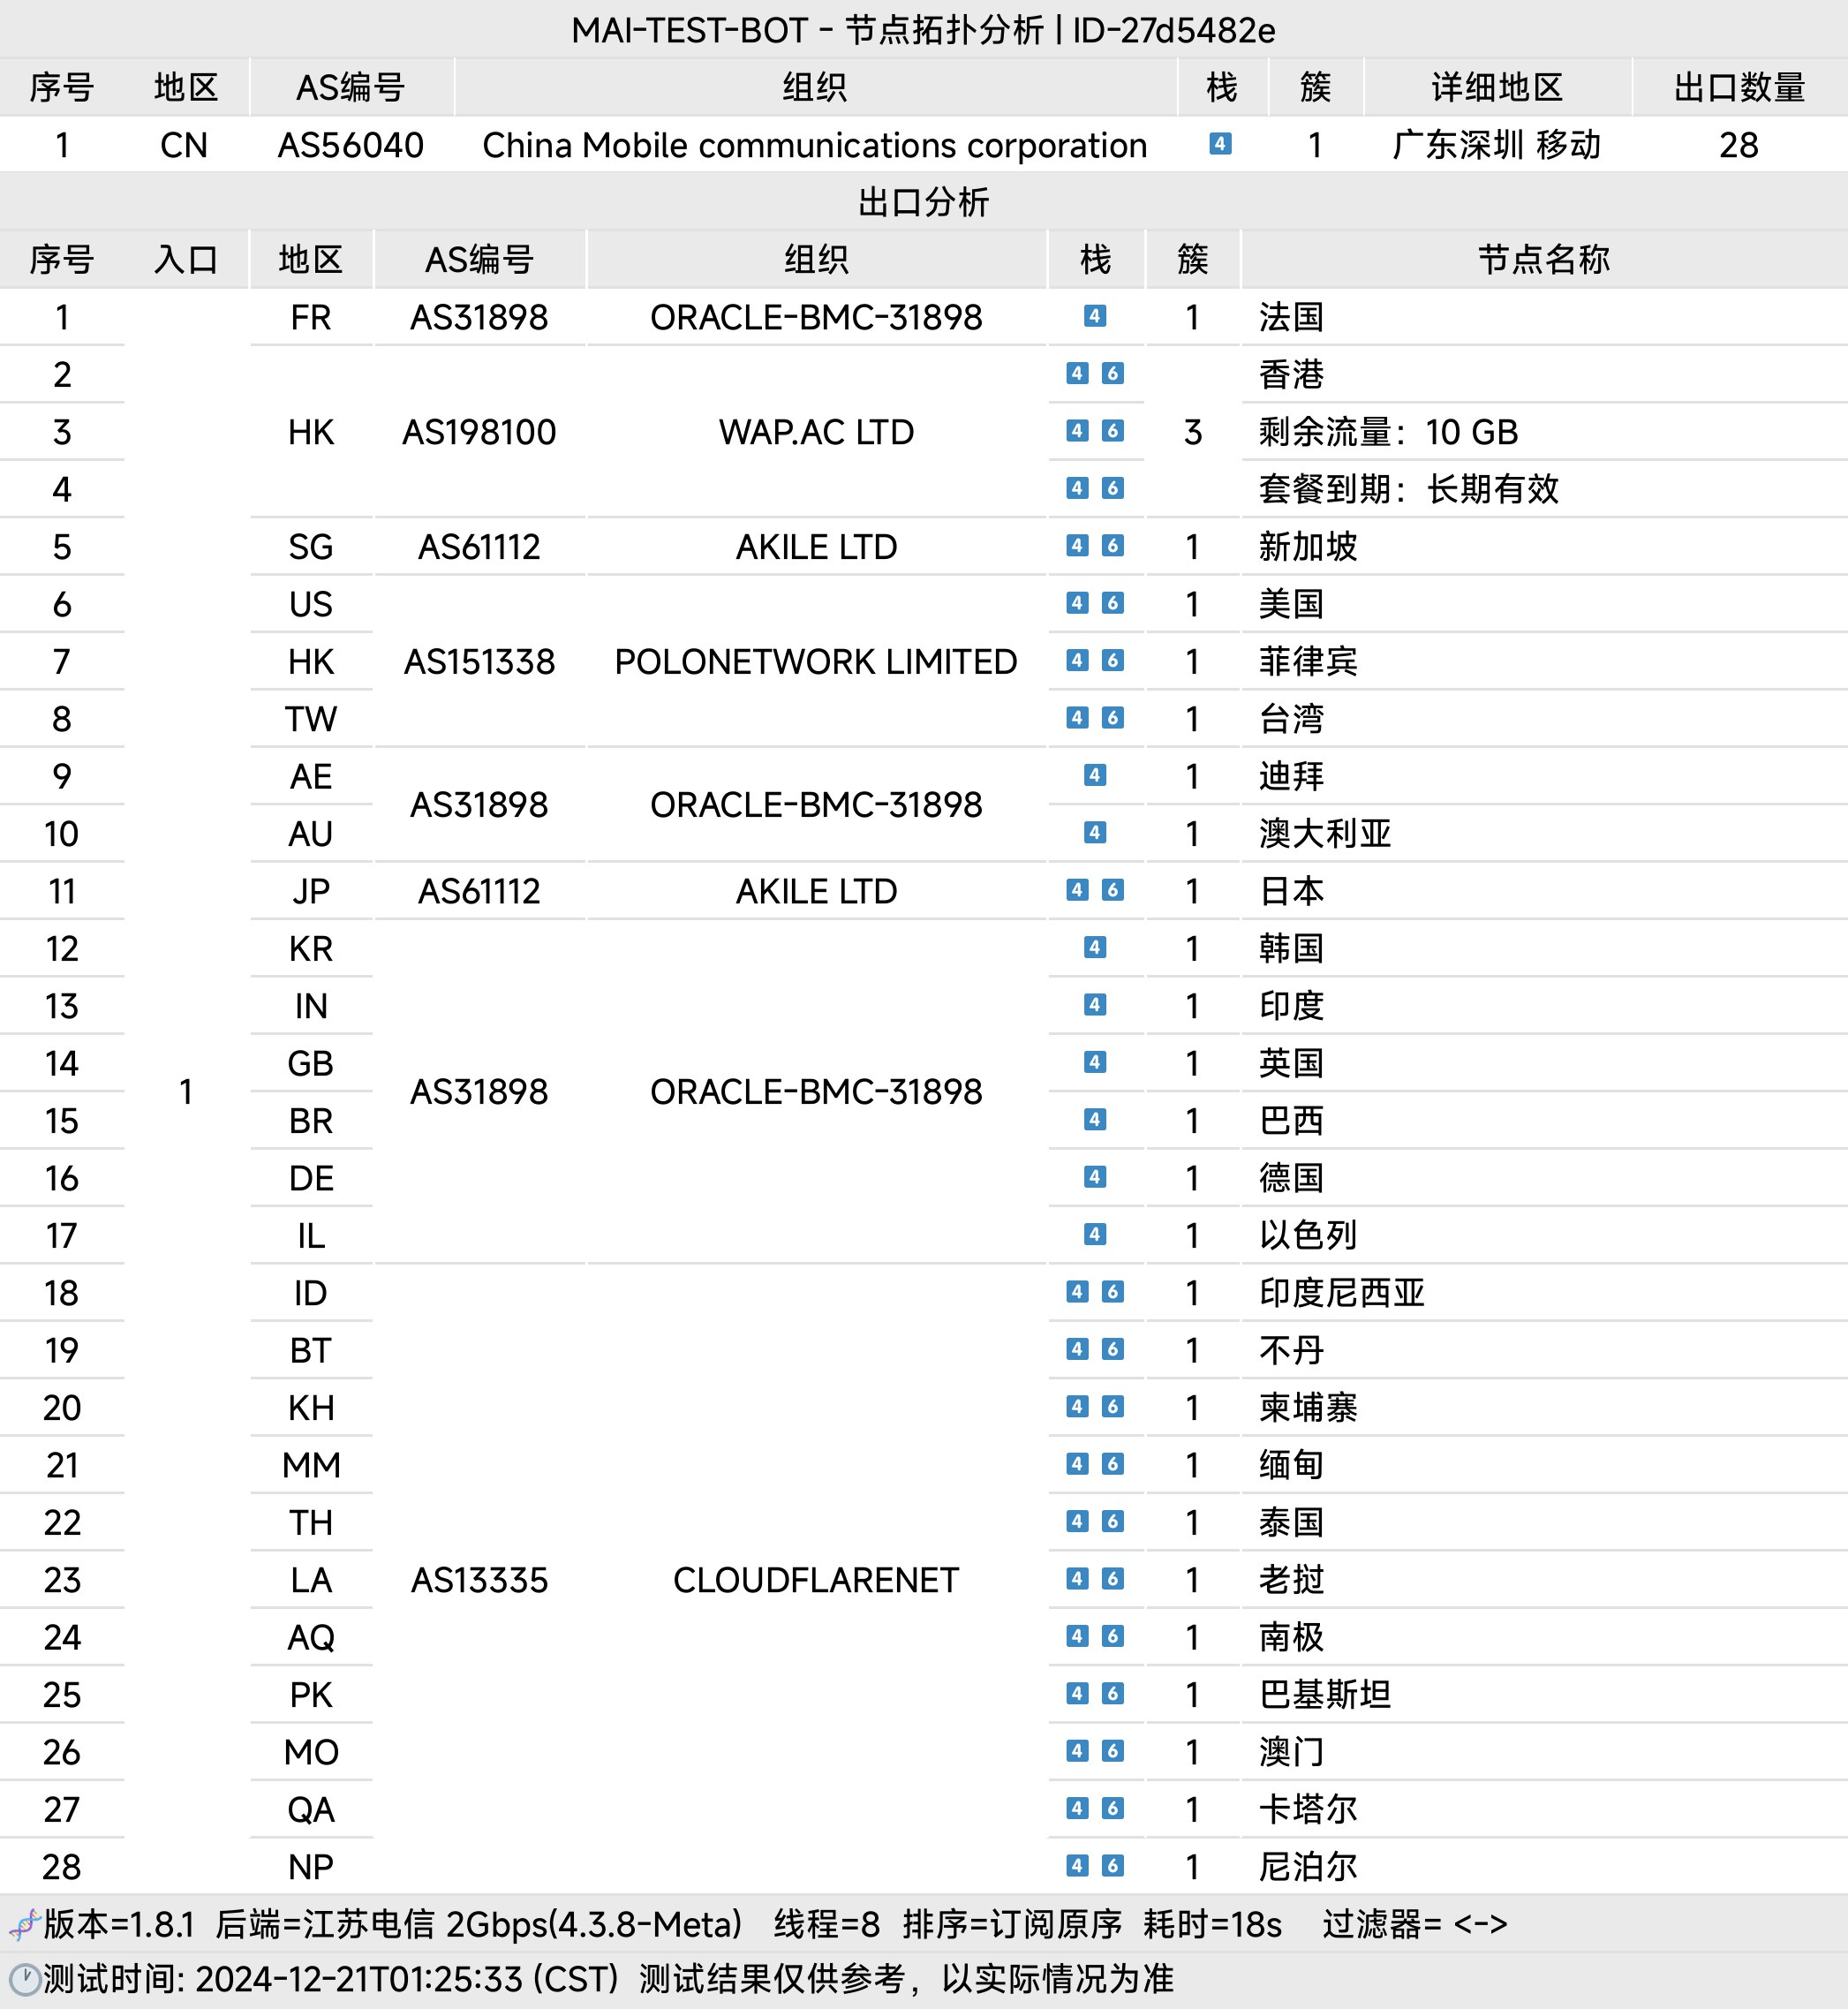 MAI-TEST-BOT - 节点拓扑分析 | ID-27d5482e
序号 地区 AS编号 组织 栈 簇 详细地区 出口数量
1 CN AS56040 China Mobile communications corporation 4 1 广东深圳 移动 28
出口分析
序号 入口 地区 AS编号 组织 栈 簇 节点名称
1 FR AS31898 ORACLE-BMC-31898 4 1 法国
2 4 6 香港
3 HK AS198100 WAP.AC LTD 4 6 3 剩余流量：10 GB
4 4 6 套餐到期：长期有效
5 SG AS61112 AKILE LTD 4 6 1 新加坡
6 US 4 6 1 美国
7 HK AS151338 POLONETWORK LIMITED 4 6 1 菲律宾
8 TW 4 6 1 台湾
9 AE AS31898 ORACLE-BMC-31898 4 1 迪拜
10 AU 4 1 澳大利亚
11 JP AS61112 AKILE LTD 4 6 1 日本
12 KR 4 1 韩国
13 IN 4 1 印度
14 GB 4 1 英国
1 AS31898 ORACLE-BMC-31898
15 BR 4 1 巴西
16 DE 4 1 德国
17 IL 4 1 以色列
18 ID 4 6 1 印度尼西亚
19 BT 4 6 1 不丹
20 KH 4 6 1 柬埔寨
21 MM 4 6 1 缅甸
22 TH 4 6 1 泰国
23 LA AS13335 CLOUDFLARENET 4 6 1 老挝
24 AQ 4 6 1 南极
25 PK 4 6 1 巴基斯坦
26 MO 4 6 1 澳门
27 QA 4 6 1 卡塔尔
28 NP 4 6 1 尼泊尔
版本=1.8.1 后端=江苏电信 2Gbps(4.3.8-Meta) 线程=8 排序=订阅原序 耗时=18s 过滤器= <->
测试时间: 2024-12-21T01:25:33 (CST) 测试结果仅供参考，以实际情况为准